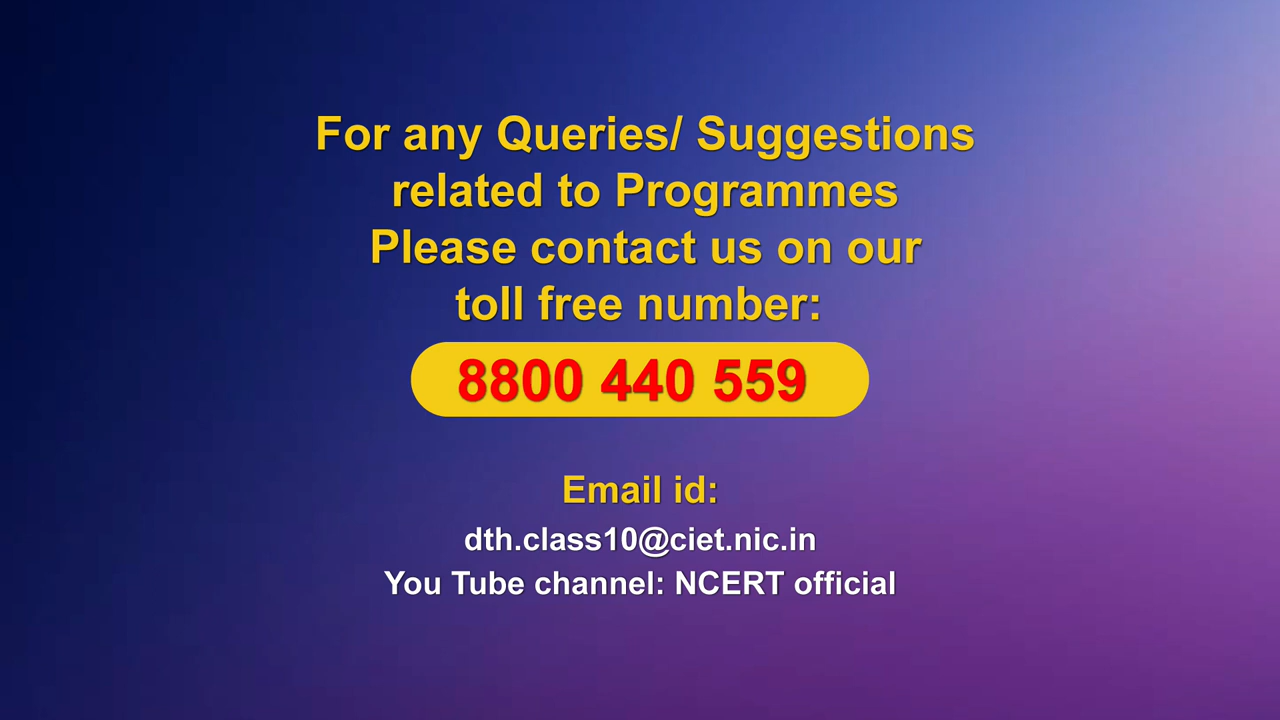 For any Queries/ Suggestions
related to Programmes
Please contact us on our
toll free number:
8800 440 559
Email id:
dth.class10@ciet.nic.in
You Tube channel: NCERT official